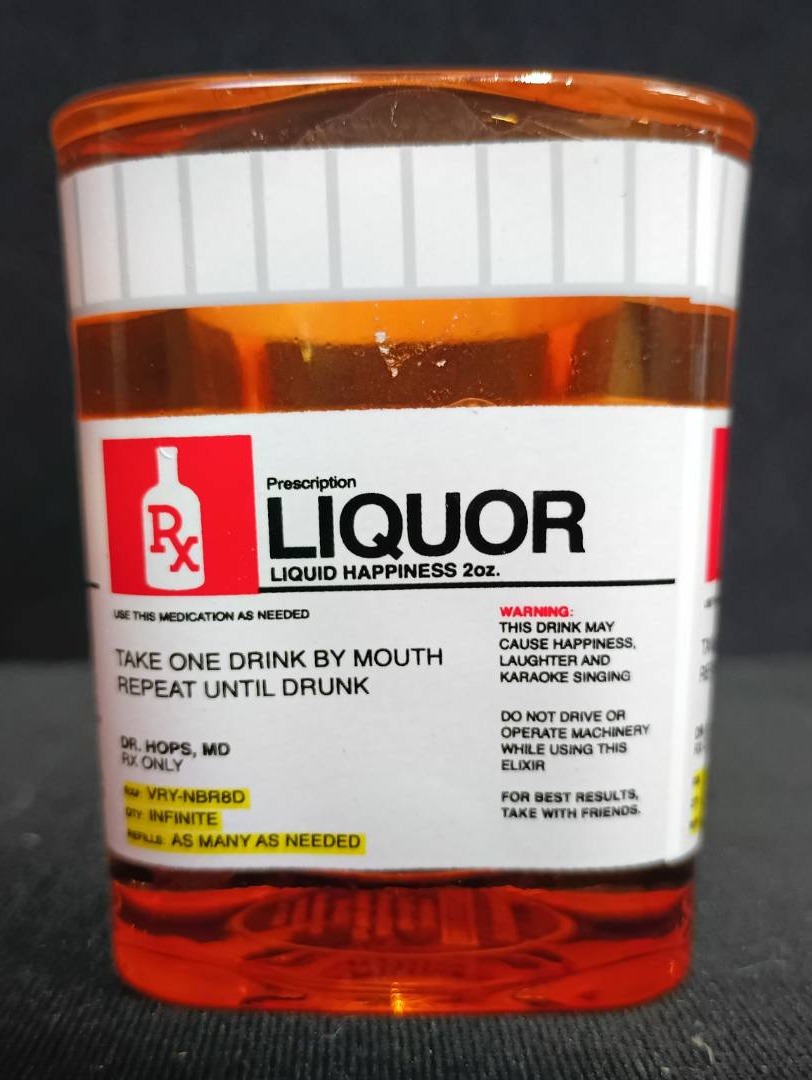 Rx
Prescription
LIQUOR
LIQUID HAPPINESS 2oz.
USE THIS MEDICATION AS NEEDED
TAKE ONE DRINK BY MOUTH
REPEAT UNTIL DRUNK
DR. HOPS, MD
RX ONLY
VRY-NBR8D
QTY: INFINITE
REFILLS: AS MANY AS NEEDED
WARNING:
THIS DRINK MAY
CAUSE HAPPINESS,
LAUGHTER AND
KARAOKE SINGING
DO NOT DRIVE OR
OPERATE MACHINERY
WHILE USING THIS
ELIXIR
FOR BEST RESULTS,
TAKE WITH FRIENDS.